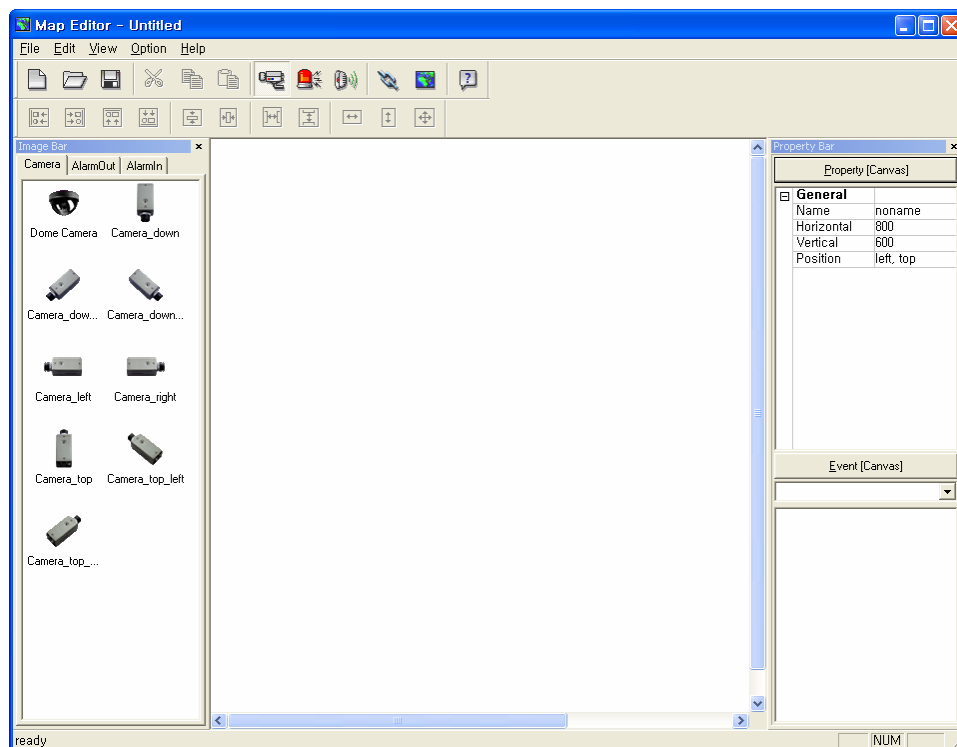 Map Editor - Untitled
File Edit View Option Help
Image Bar
Camera AlarmOut AlarmIn
Dome Camera Camera_down
Camera_dow... Camera_down...
Camera_left Camera_right
Camera_top Camera_top_left
Camera_top_...
Property Bar
Property [Canvas]
General
Name noname
Horizontal 800
Vertical 600
Position left, top
Event [Canvas]
ready
NUM